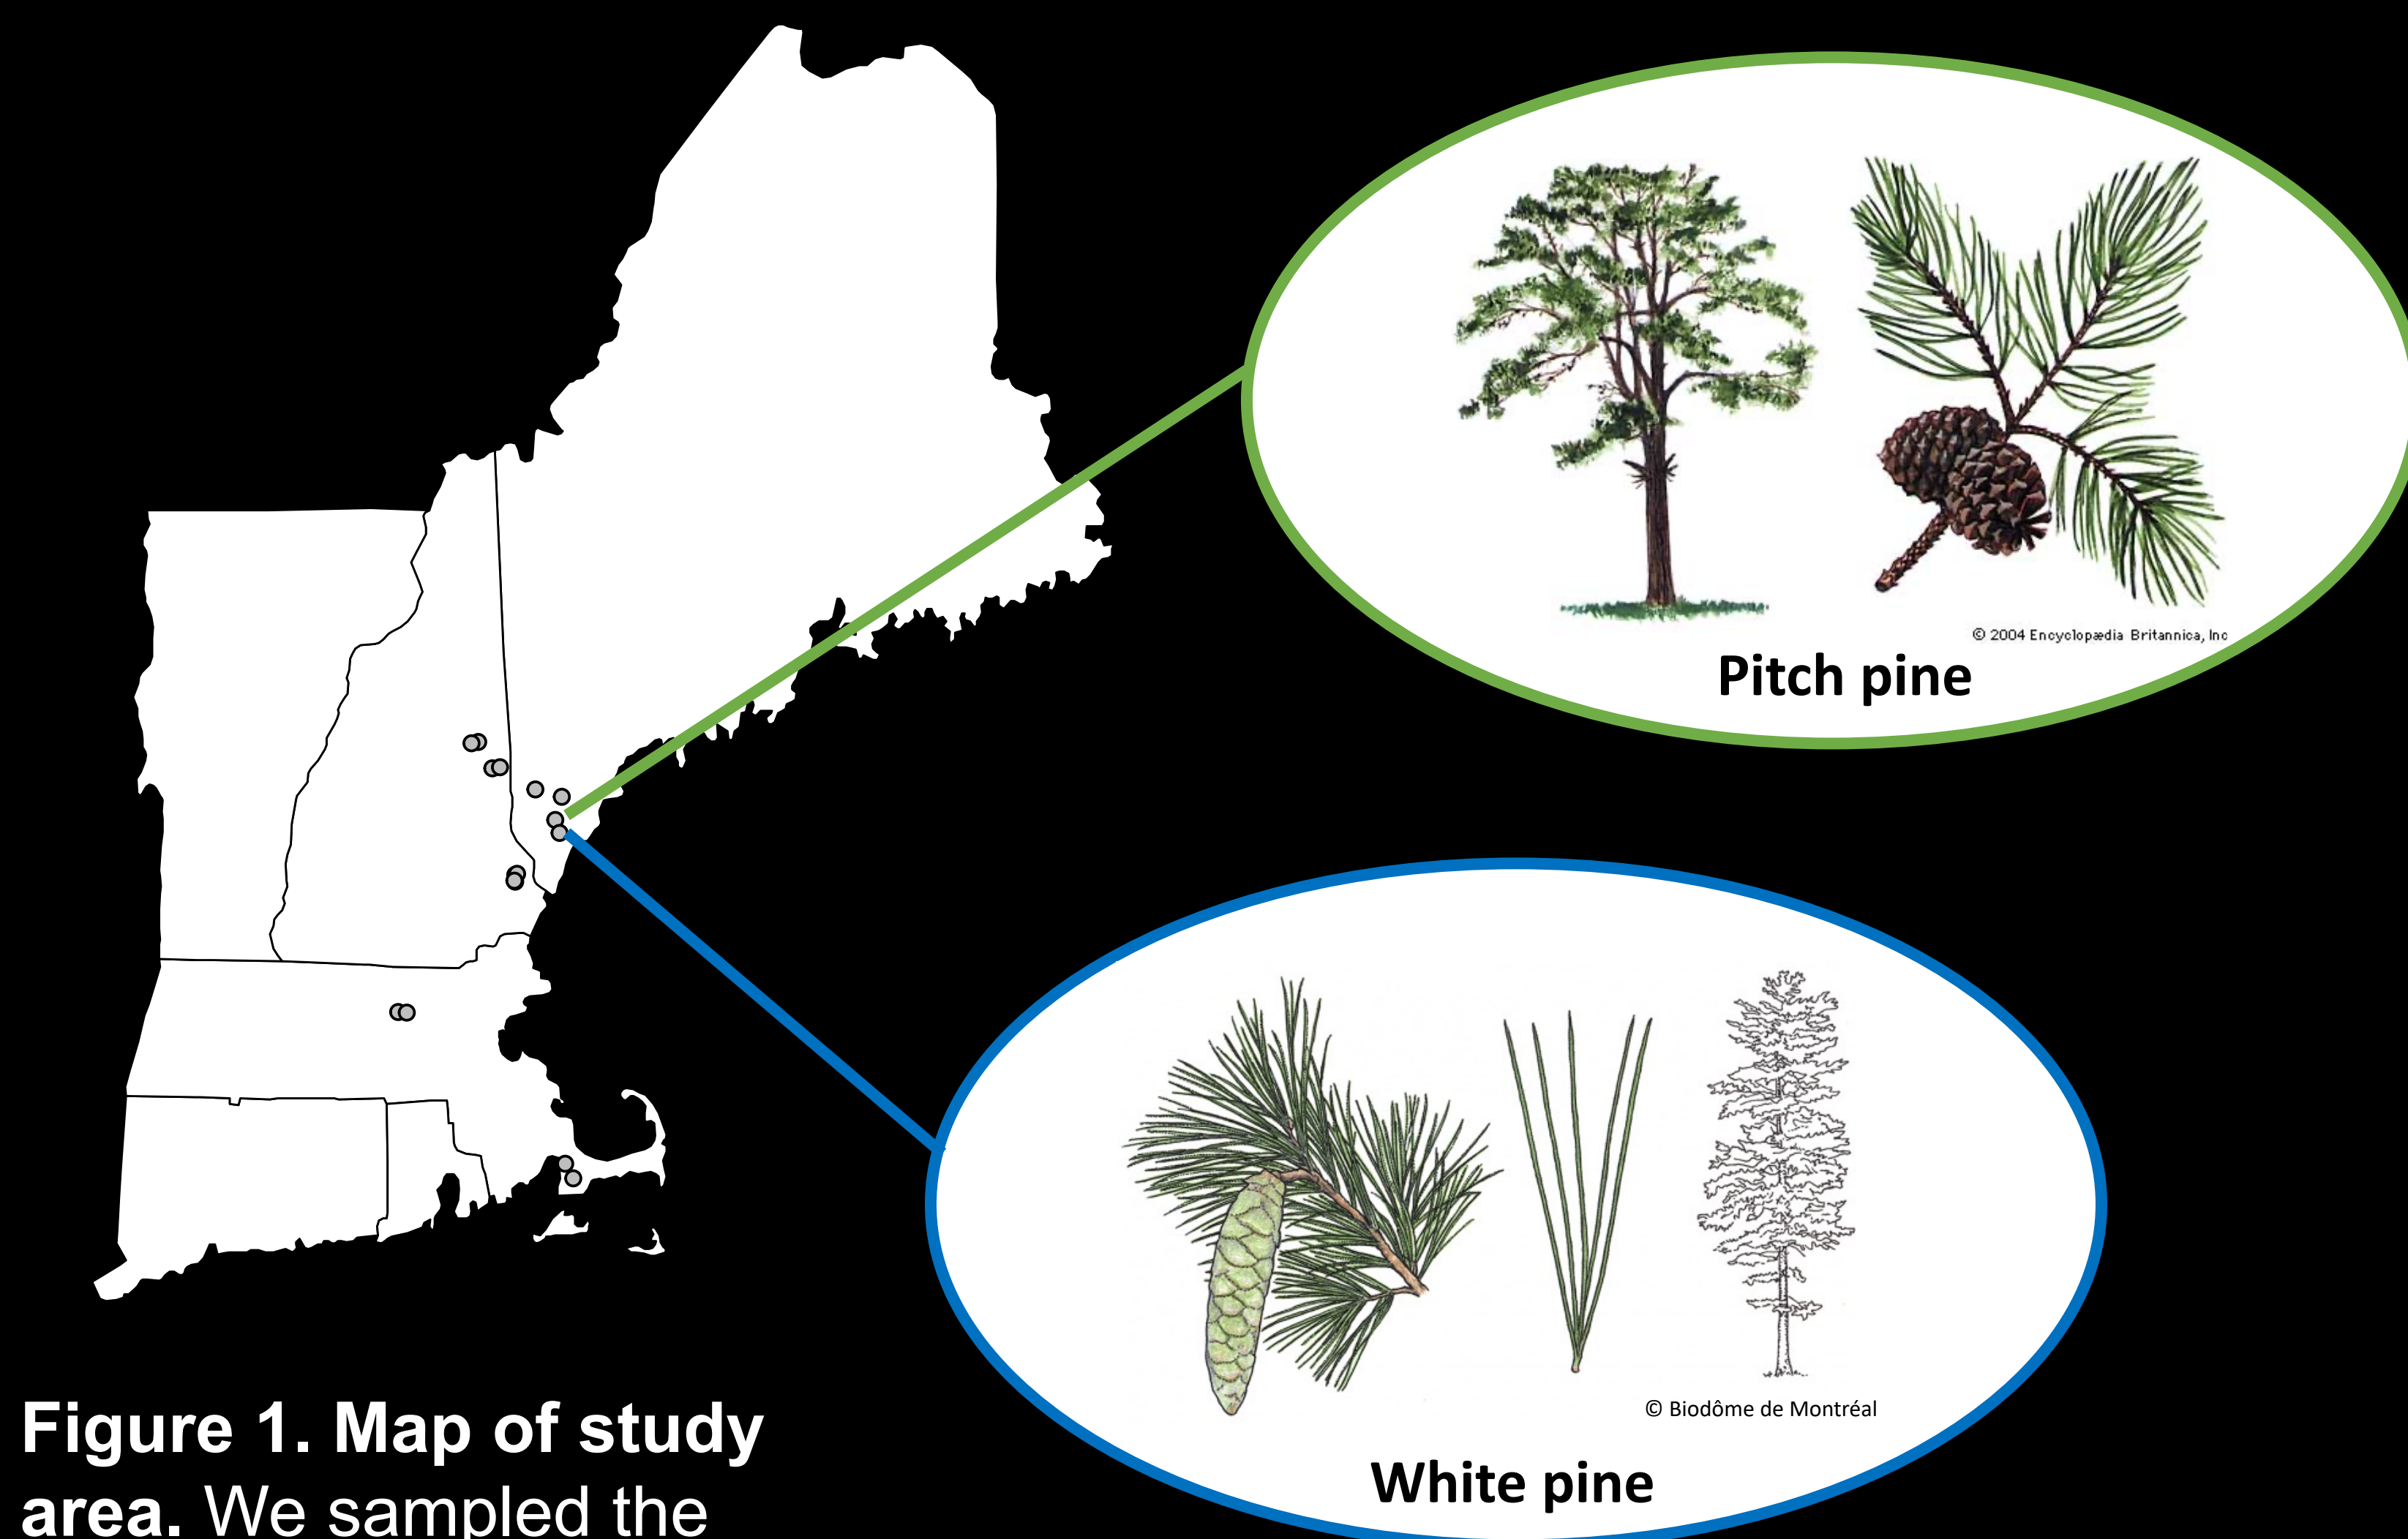 © 2004 Encyclopædia Britannica, Inc
Pitch pine
© Biodôme de Montréal
White pine
Figure 1. Map of study
area. We sampled the